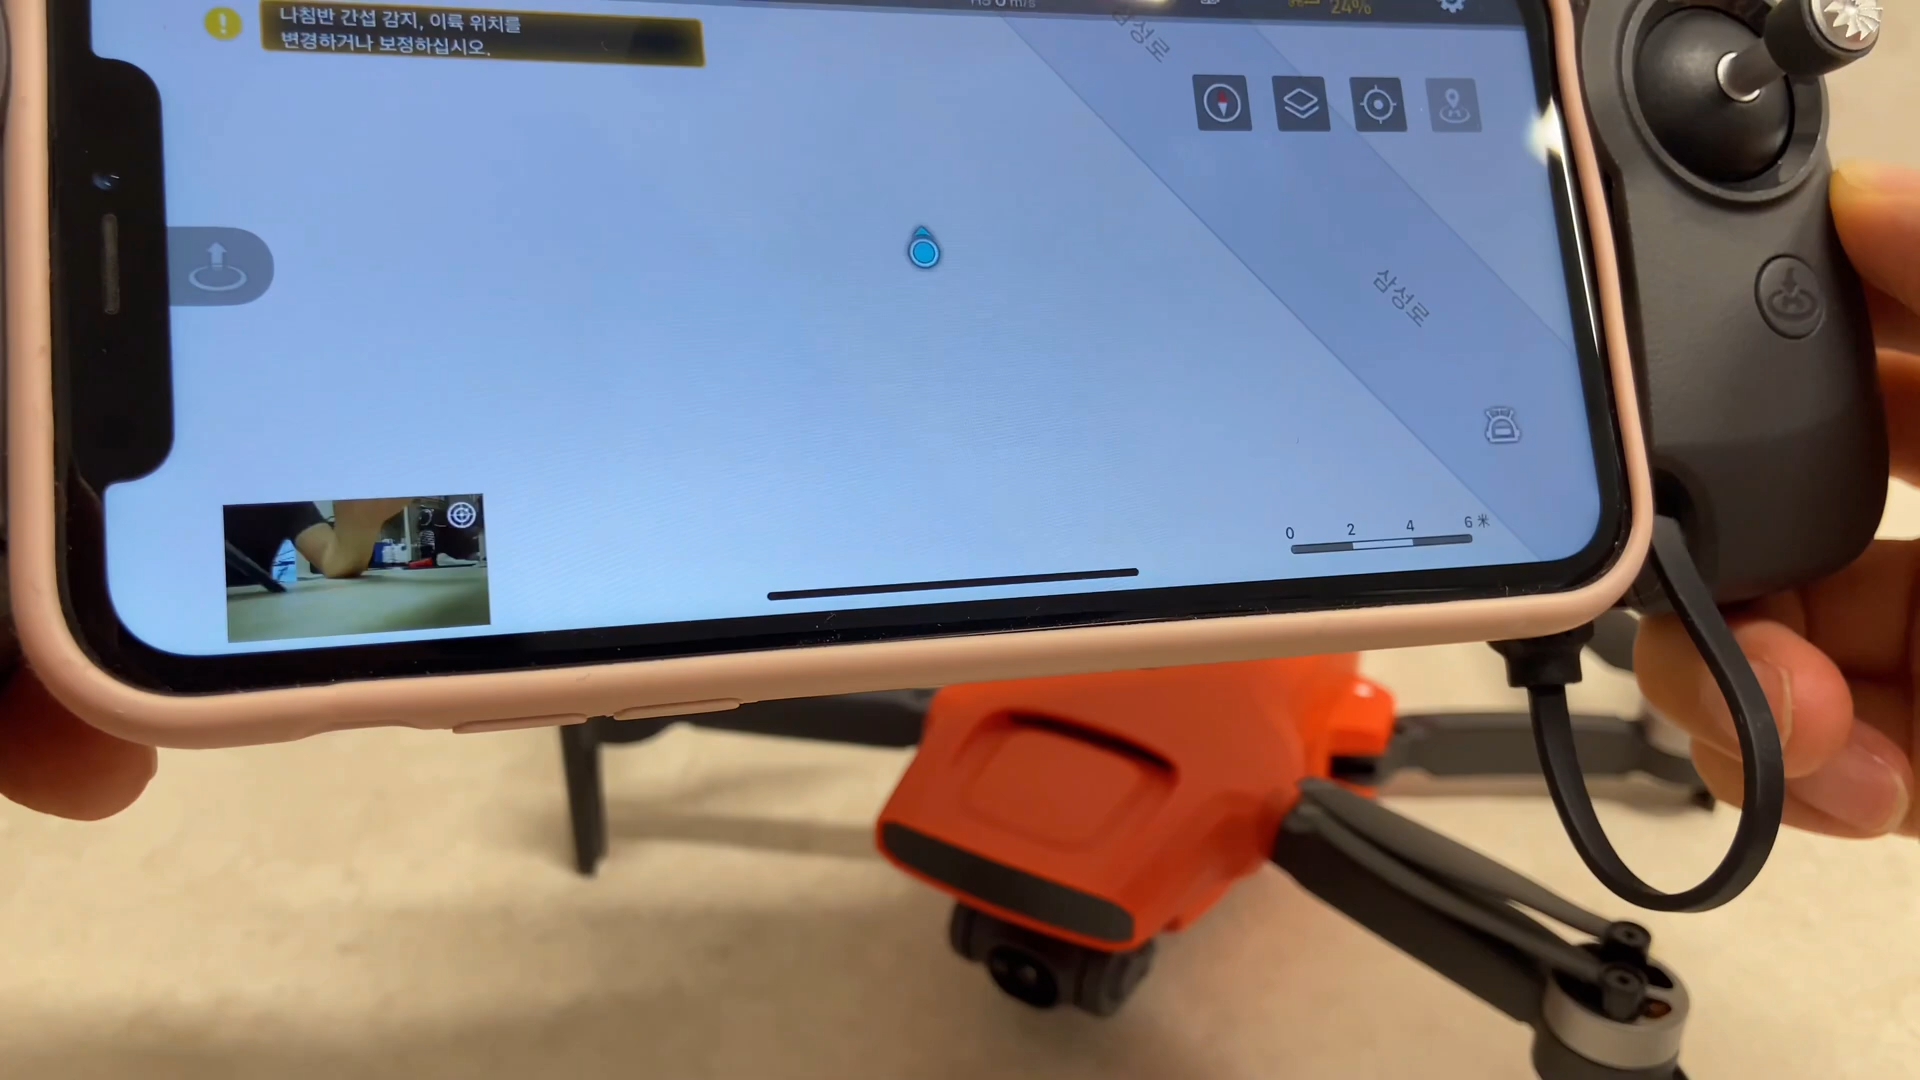 나침반 간섭 감지, 이륙 위치를
변경하거나 보정하십시오.
24%
삼성로
삼성로
0 2 4 6 米